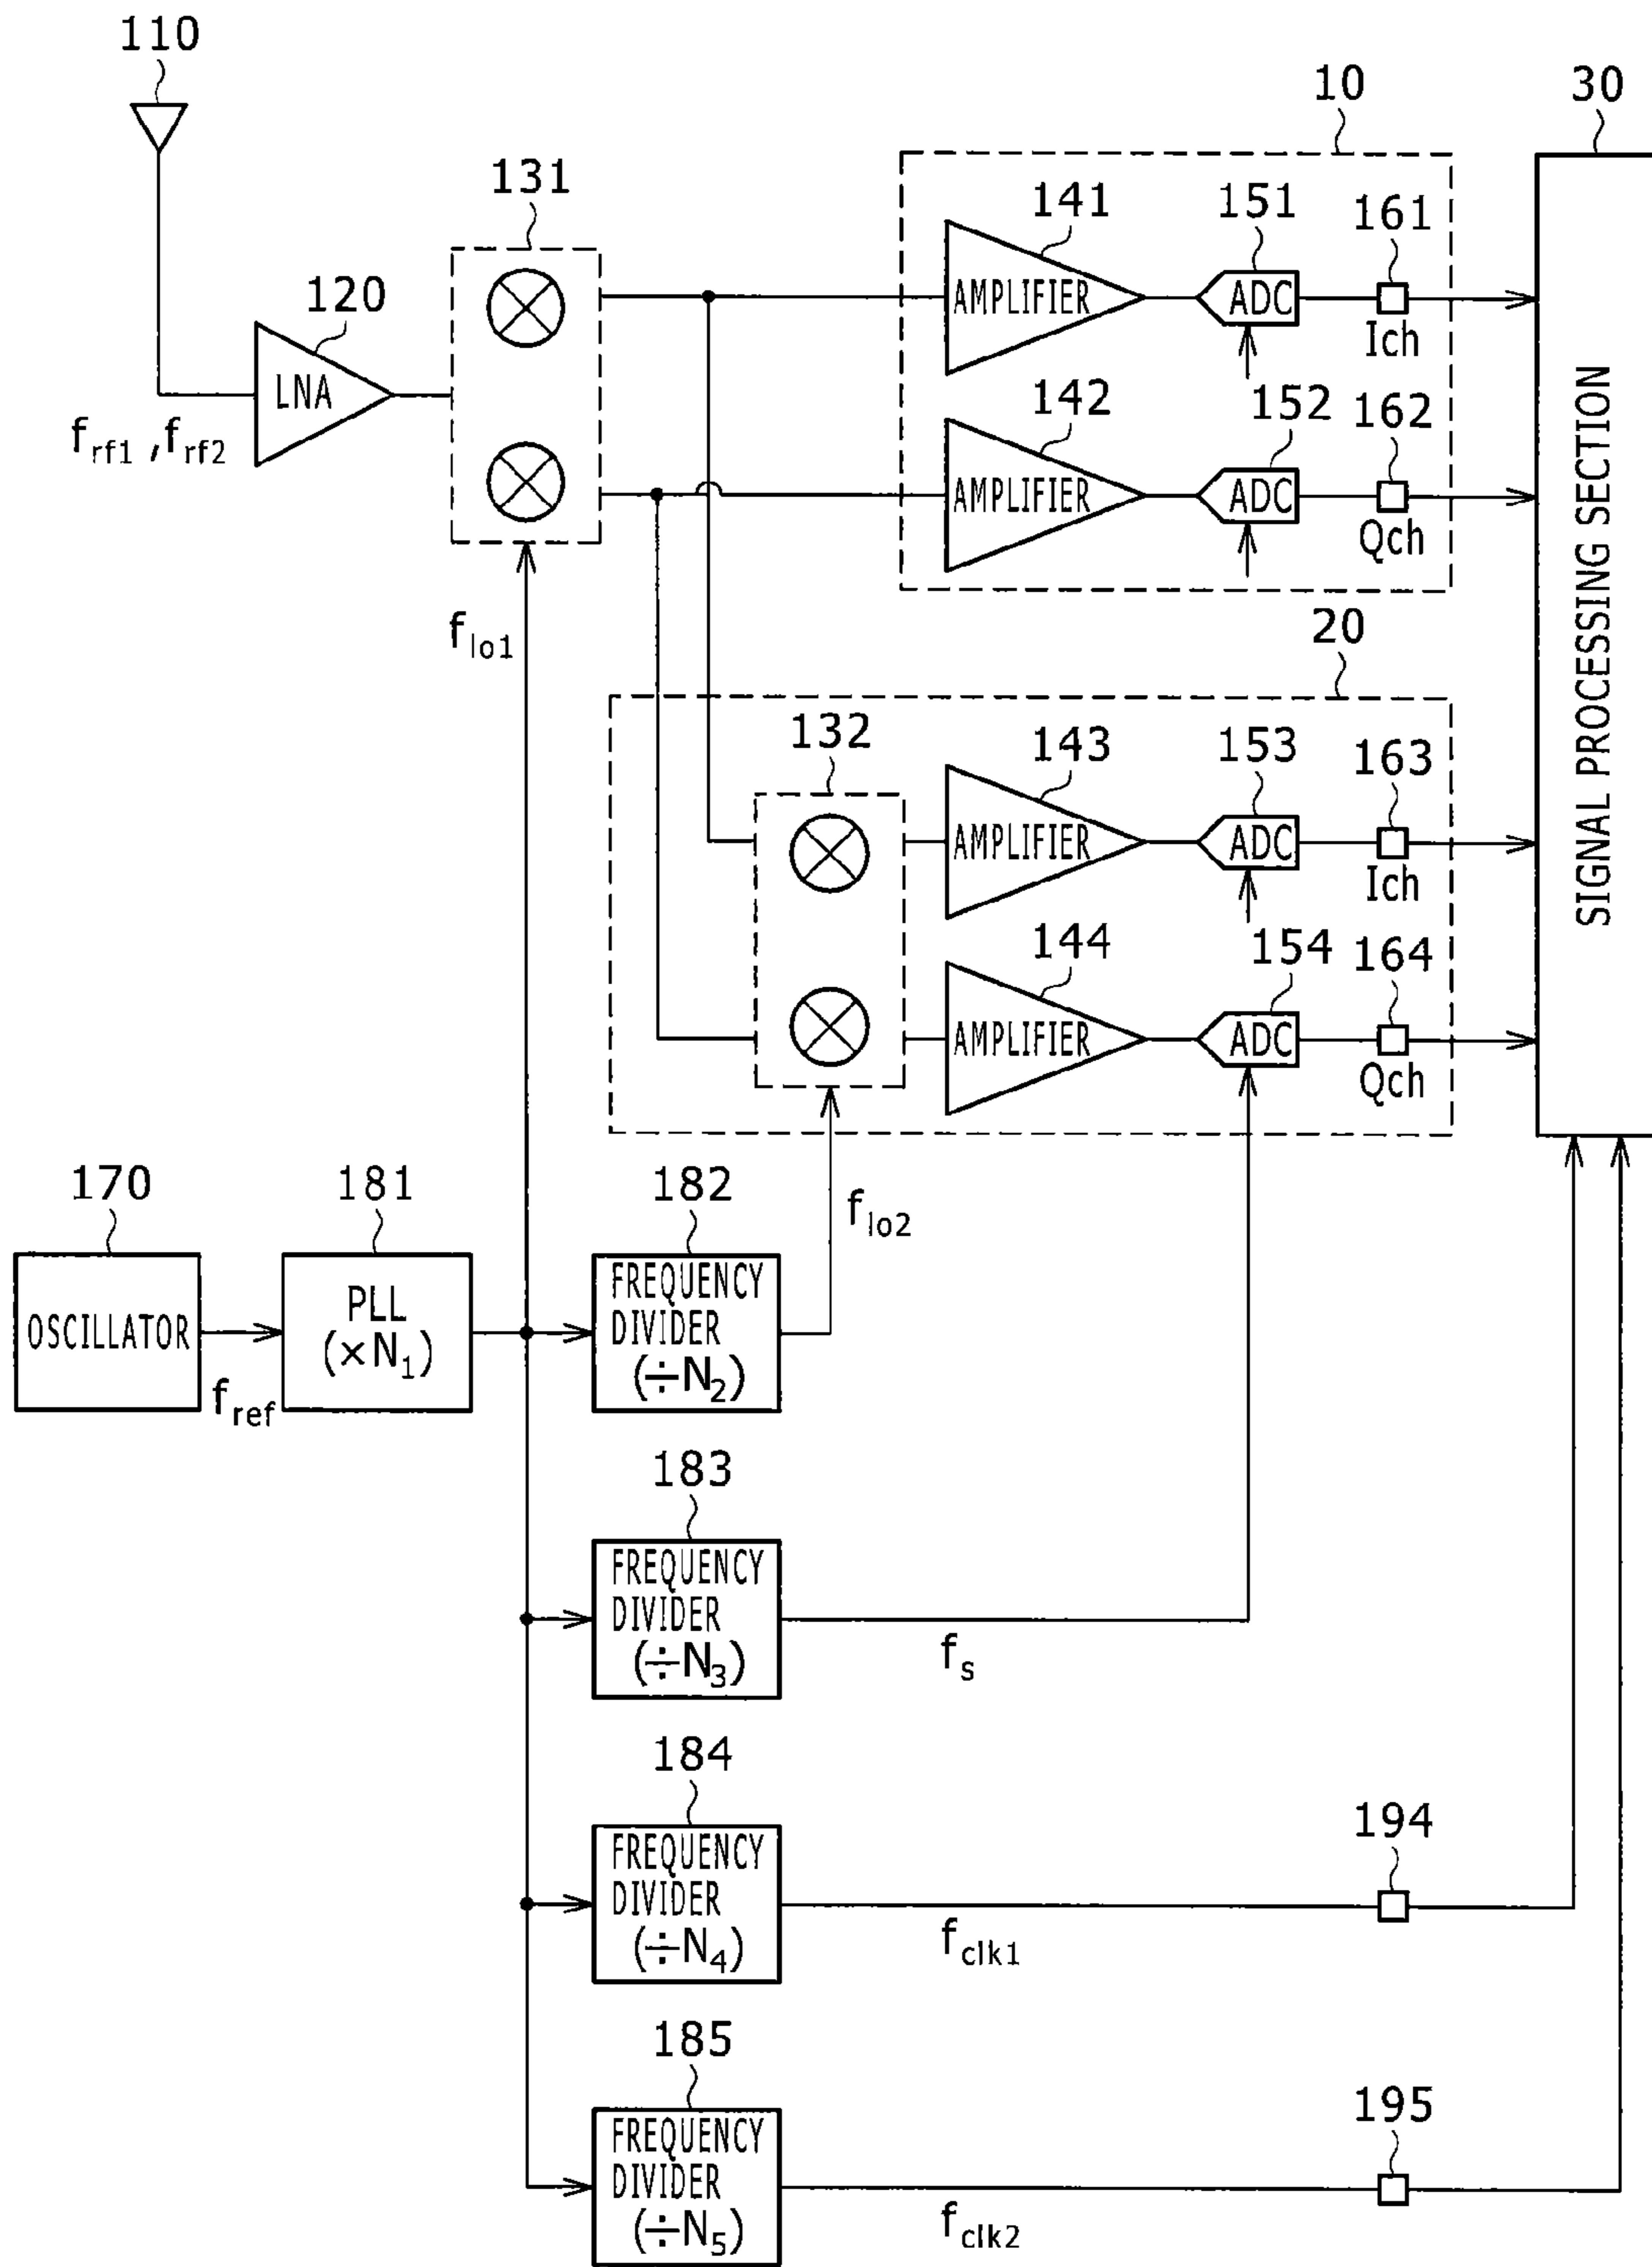 110
10
30
131
141
151
161
120
AMPLIFIER
ADC
Ich
LNA
142
152
162
f_rf1 , f_rf2
AMPLIFIER
ADC
Qch
SIGNAL PROCESSING SECTION
f_lo1
20
132
143
153
163
AMPLIFIER
ADC
Ich
144
154
164
AMPLIFIER
ADC
Qch
170
181
182
f_lo2
OSCILLATOR
f_ref
PLL
(×N_1)
FREQUENCY
DIVIDER
(÷N_2)
183
FREQUENCY
DIVIDER
(÷N_3)
f_s
184
194
FREQUENCY
DIVIDER
(÷N_4)
f_clk1
185
195
FREQUENCY
DIVIDER
(÷N_5)
f_clk2